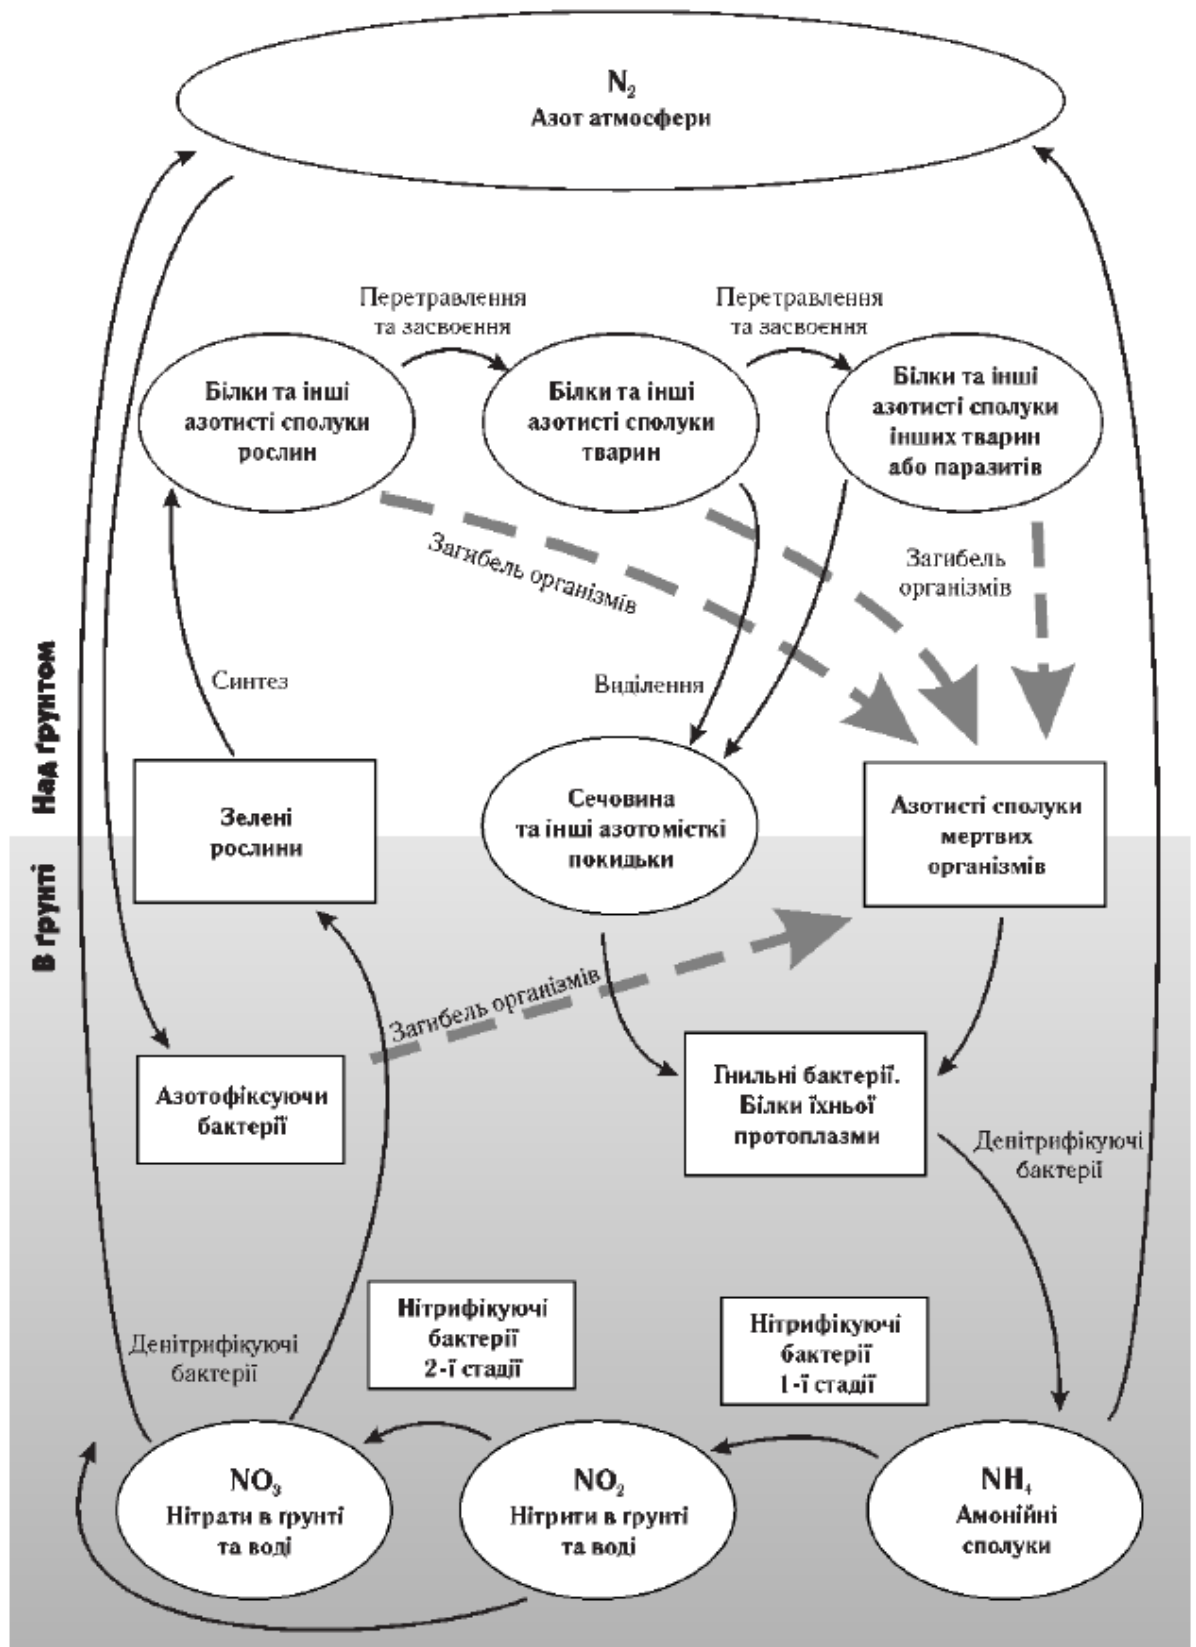 N₂
Азот атмосфери
Перетравлення
та засвоєння
Перетравлення
та засвоєння
Білки та інші
азотисті сполуки
рослин
Білки та інші
азотисті сполуки
тварин
Білки та інші
азотисті сполуки
інших тварин
або паразитів
Загибель організмів
Загибель
організмів
Синтез
Виділення
Над ґрунтом
В ґрунті
Зелені
рослини
Сечовина
та інші азотомісткі
покидьки
Азотисті сполуки
мертвих
організмів
Загибель організмів
Азотофіксуючи
бактерії
Гнильні бактерії.
Білки їхньої
протоплазми
Денітрифікуючі
бактерії
Денітрифікуючі
бактерії
Нітрифікуючі
бактерії
2-ї стадії
Нітрифікуючі
бактерії
1-ї стадії
NO₃
Нітрати в ґрунті
та воді
NO₂
Нітрити в ґрунті
та воді
NH₄
Амонійні
сполуки